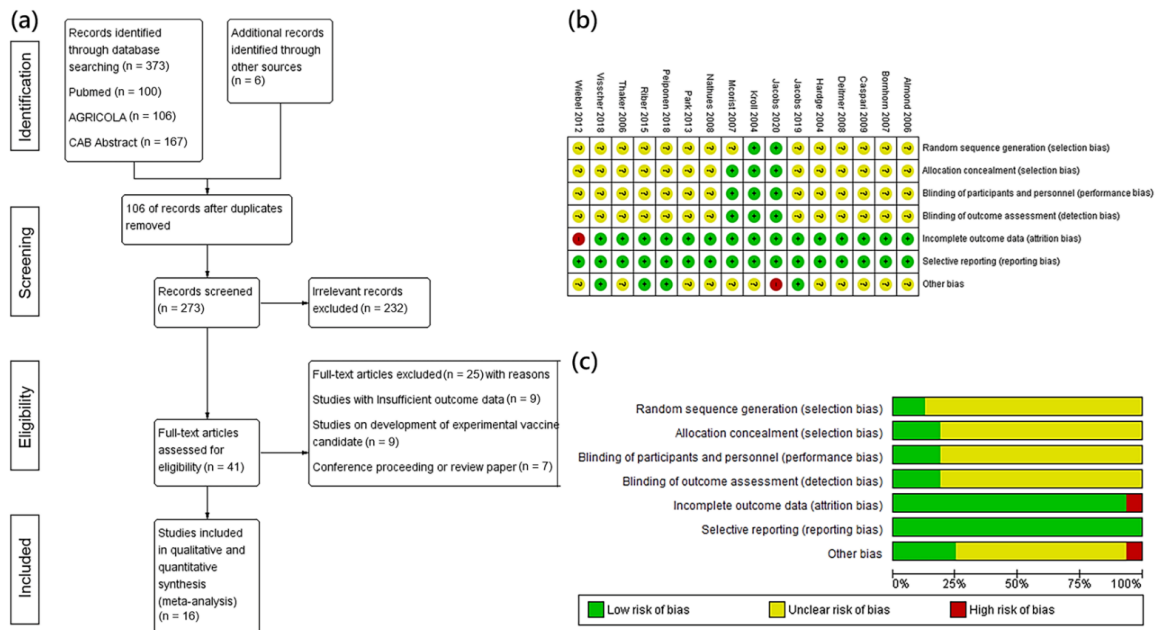 (a)
Identification
Records identified
through database
searching (n = 373)
Pubmed (n = 100)
AGRICOLA (n = 106)
CAB Abstract (n = 167)
Additional records
identified through
other sources
(n = 6)
106 of records after duplicates
removed
Screening
Records screened
(n = 273)
Irrelevant records
excluded (n = 232)
Eligibility
Full-text articles
assessed for
eligibility (n = 41)
Full-text articles excluded (n = 25) with reasons
Studies with Insufficient outcome data (n = 9)
Studies on development of experimental vaccine
candidate (n = 9)
Conference proceeding or review paper (n = 7)
Included
Studies included
in qualitative and
quantitative
synthesis
(meta-analysis)
(n = 16)
(b)
Wiebel 2012
Visscher 2018
Thaker 2006
Riber 2015
Peiponen 2018
Park 2013
Nathues 2008
Mcorist 2007
Kroll 2004
Jacobs 2020
Jacobs 2019
Hardge 2004
Deitmer 2008
Caspari 2009
Bornhorn 2007
Almond 2006
? ? ? ? ? ? ? ? + + ? ? ? ? ? ? Random sequence generation (selection bias)
? ? ? ? ? ? ? + + + ? ? ? ? ? ? Allocation concealment (selection bias)
? ? ? ? ? ? ? + + + ? ? ? ? ? ? Blinding of participants and personnel (performance bias)
? ? ? ? ? ? ? + + + ? ? ? ? ? ? Blinding of outcome assessment (detection bias)
- + + + + + + + + + + + + + + + Incomplete outcome data (attrition bias)
+ + + + + + + + + + + + + + + + Selective reporting (reporting bias)
? + ? + + ? ? ? ? - + ? ? ? ? ? Other bias
(c)
Random sequence generation (selection bias)
Allocation concealment (selection bias)
Blinding of participants and personnel (performance bias)
Blinding of outcome assessment (detection bias)
Incomplete outcome data (attrition bias)
Selective reporting (reporting bias)
Other bias
0% 25% 50% 75% 100%
Low risk of bias Unclear risk of bias High risk of bias